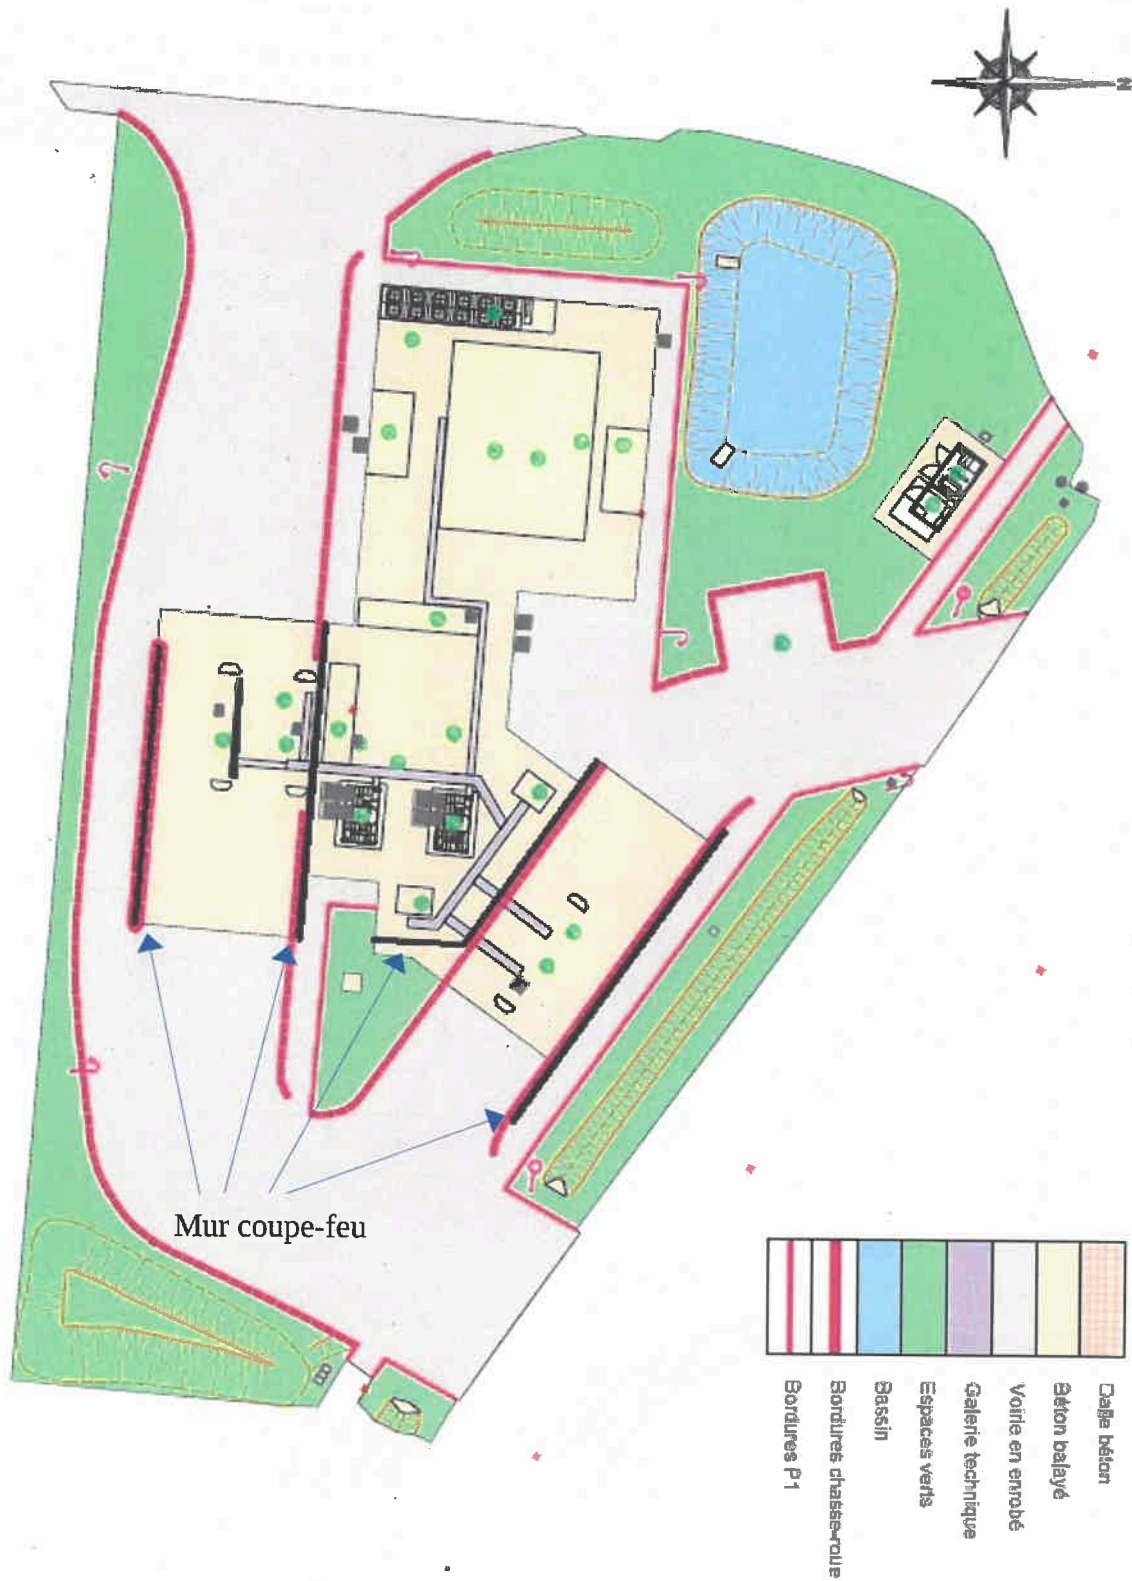 N
Mur coupe-feu
Dalle béton
Béton balayé
Voirie en enrobé
Galerie technique
Espaces verts
Bassin
Bordures chasse-roue
Bordures P1